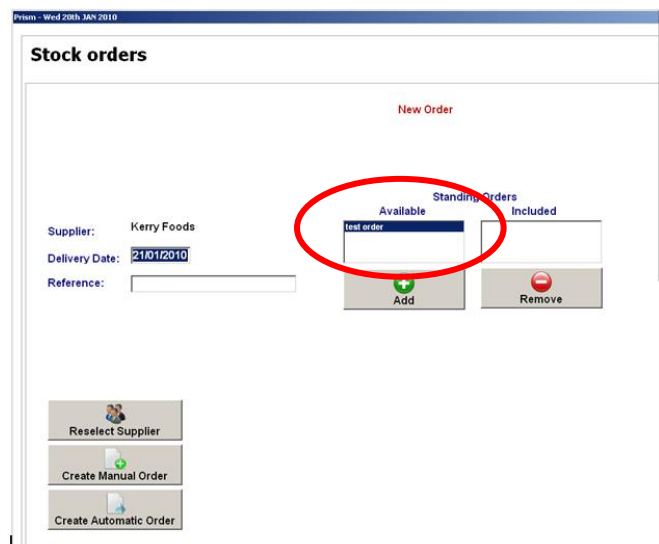 Prism - Wed 20th JAN 2010
Stock orders
New Order
Standing Orders
Available Included
Supplier: Kerry Foods
test order
Delivery Date: 21/01/2010
Reference:
Add
Remove
Reselect Supplier
Create Manual Order
Create Automatic Order